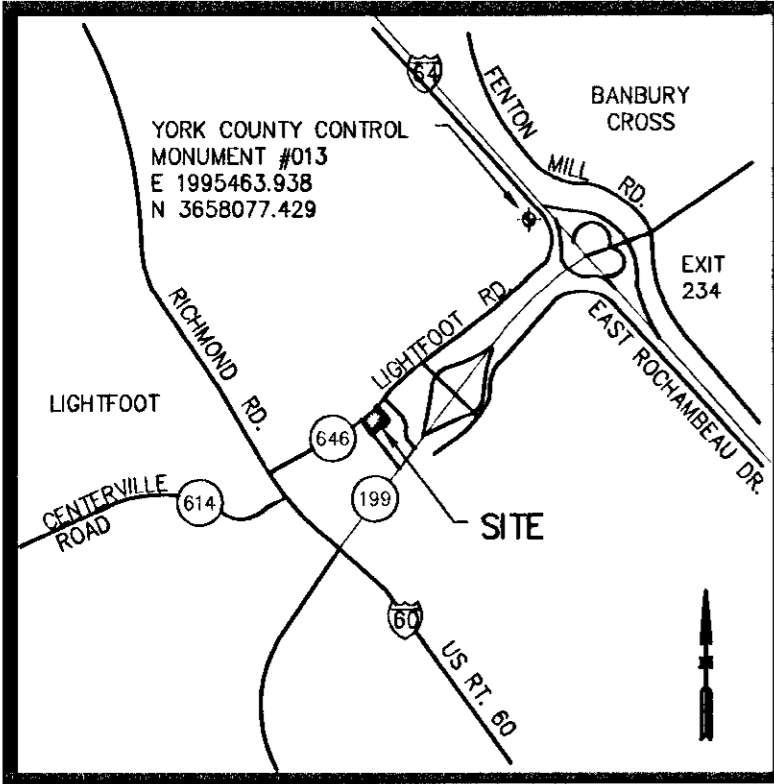 64
FENTON MILL RD.
BANBURY
CROSS
YORK COUNTY CONTROL
MONUMENT #013
E 1995463.938
N 3658077.429
EXIT
234
RICHMOND RD.
LIGHTFOOT RD.
EAST ROCHAMBEAU DR.
LIGHTFOOT
646
CENTERVILLE
ROAD
614
199
SITE
60
US RT. 60